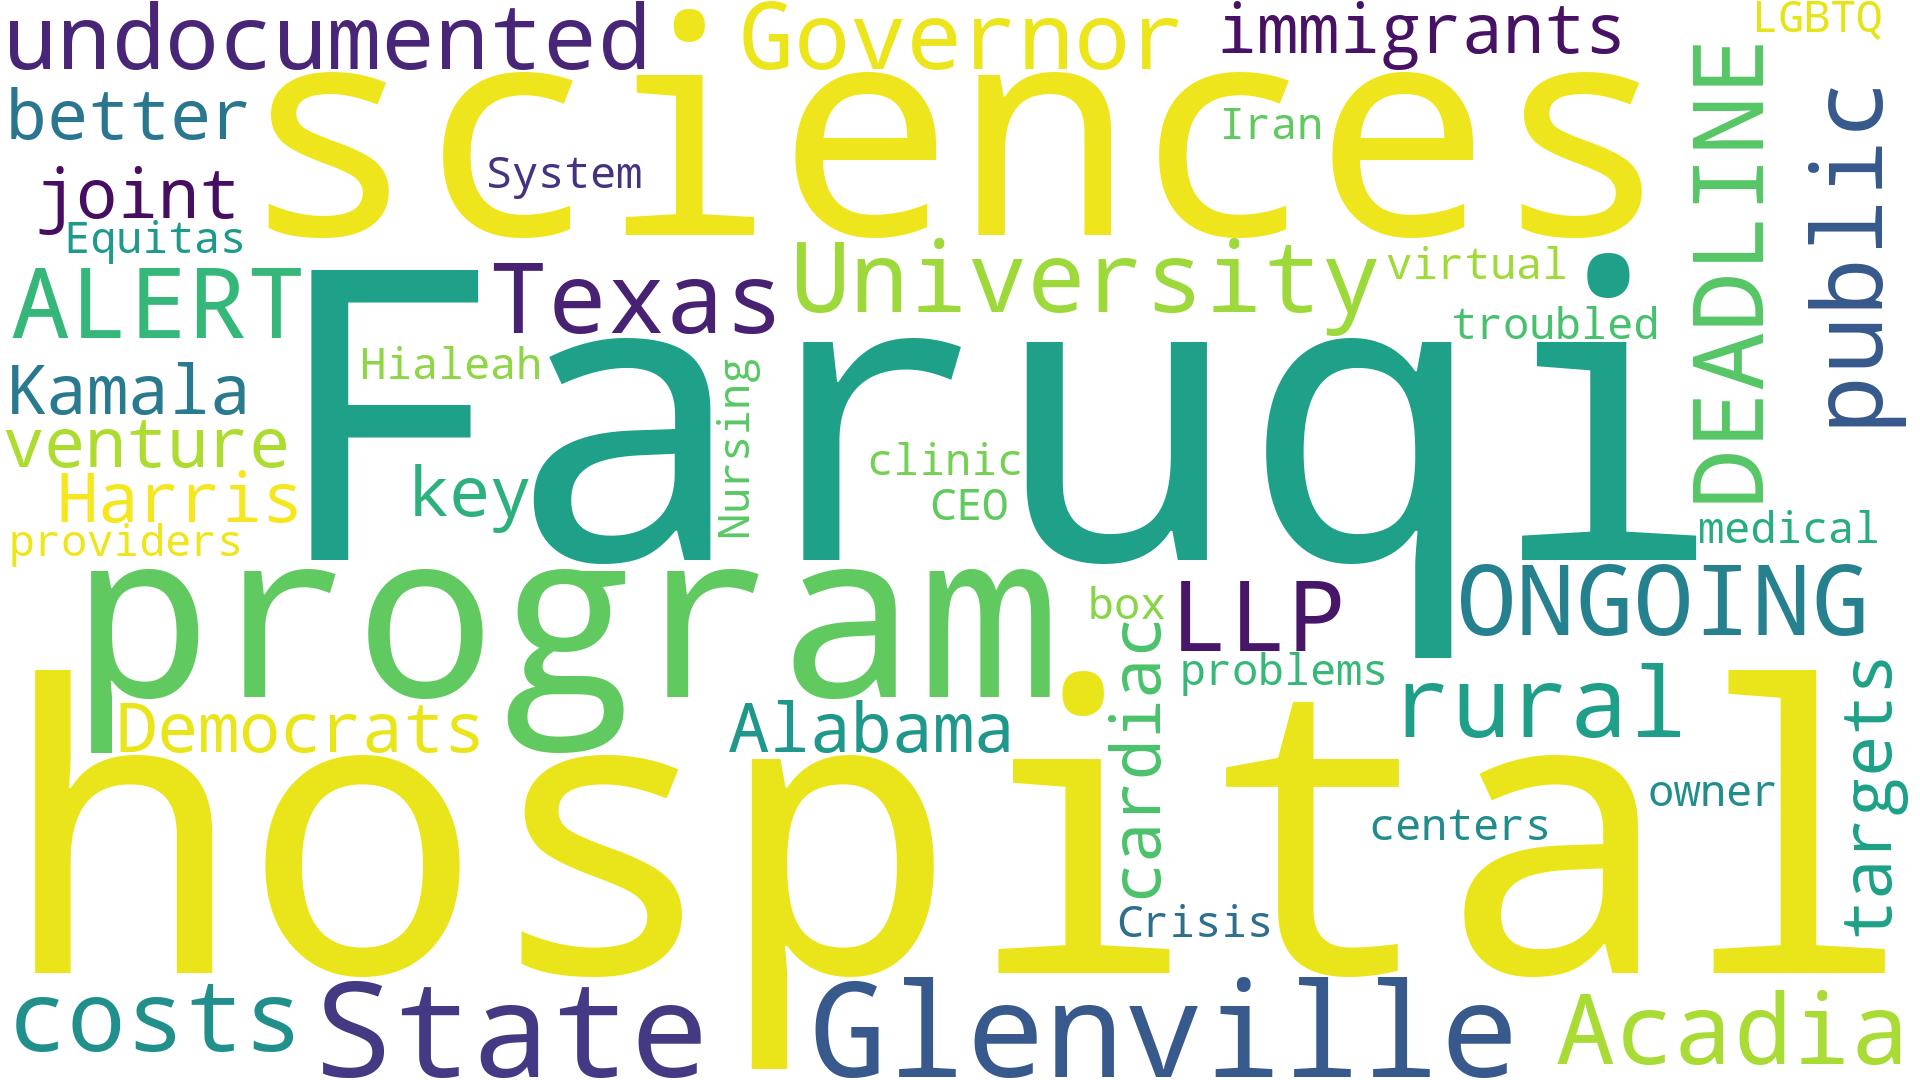 undocumented
Governor
immigrants
LGBTQ
better
sciences
Iran
System
joint
Equitas
DEADLINE
public
ALERT
Texas
University
virtual
troubled
Kamala
Hialeah
Faruqi
Nursing
venture
clinic
key
Harris
CEO
providers
medical
program
box
LLP
ONGOING
problems
cardiac
rural
targets
Democrats
Alabama
hospital
owner
centers
Crisis
costs
State
Glenville
Acadia